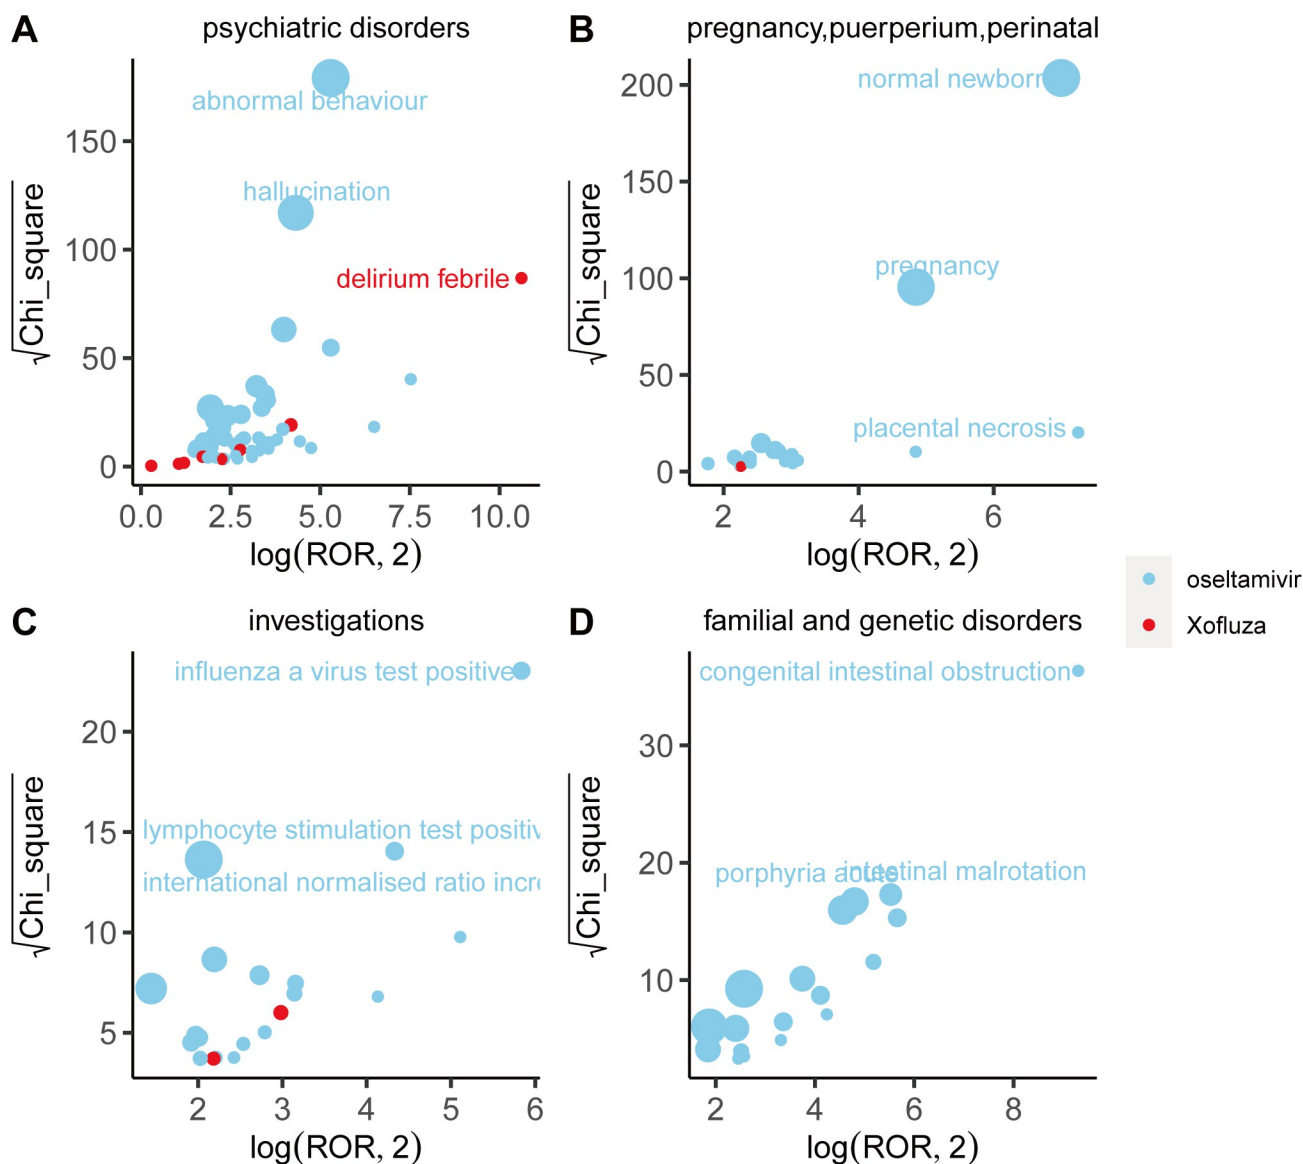 A
psychiatric disorders
abnormal behaviour
hallucination
delirium febrile
150
100
50
0
0.0 2.5 5.0 7.5 10.0
√Chi_square
log(ROR, 2)
B
pregnancy,puerperium,perinatal
normal newborn
pregnancy
placental necrosis
200
150
100
50
0
2 4 6
√Chi_square
log(ROR, 2)
oseltamivir
Xofluza
C
investigations
influenza a virus test positive
lymphocyte stimulation test positiv
international normalised ratio incre
20
15
10
5
2 3 4 5 6
√Chi_square
log(ROR, 2)
D
familial and genetic disorders
congenital intestinal obstruction
porphyria acute
intestinal malrotation
30
20
10
2 4 6 8
√Chi_square
log(ROR, 2)